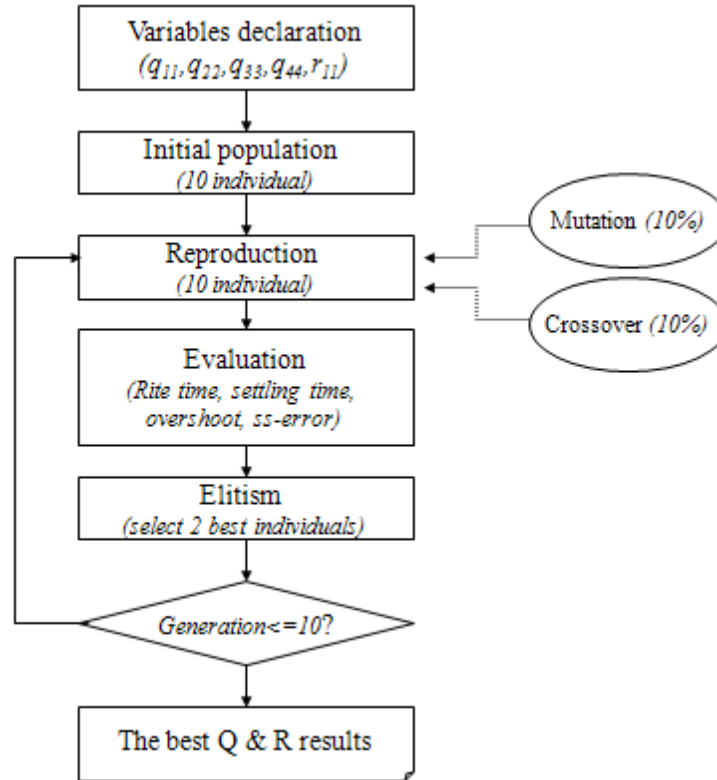 Variables declaration
(q11,q22,q33,q44,r11)
Initial population
(10 individual)
Reproduction
(10 individual)
Mutation (10%)
Crossover (10%)
Evaluation
(Rite time, settling time,
overshoot, ss-error)
Elitism
(select 2 best individuals)
Generation<=10?
The best Q & R results